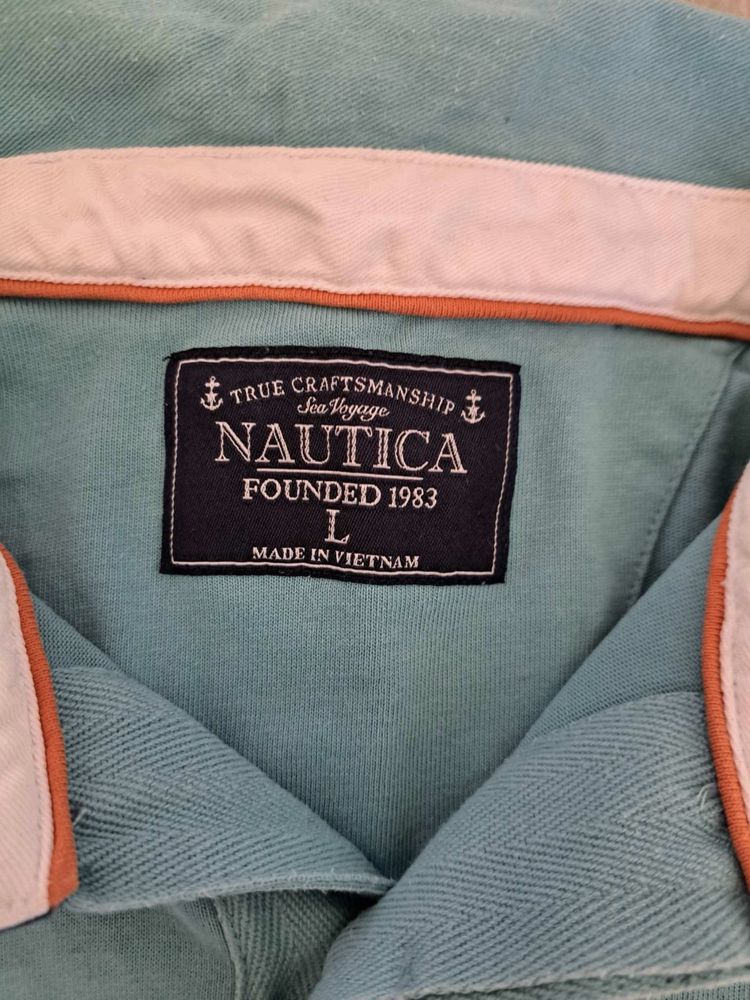 TRUE CRAFTSMANSHIP
Sea Voyage
NAUTICA
FOUNDED 1983
L
MADE IN VIETNAM